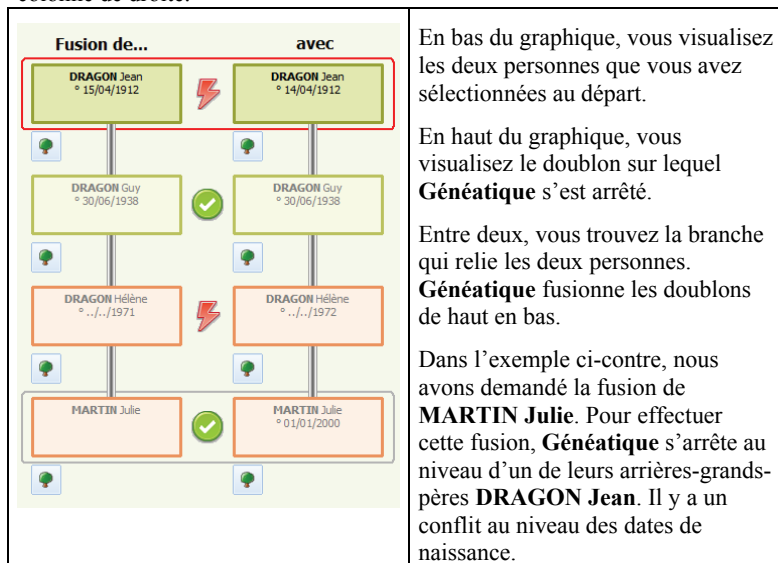 Fusion de...
avec
DRAGON Jean
° 15/04/1912
DRAGON Jean
° 14/04/1912
DRAGON Guy
° 30/06/1938
DRAGON Guy
° 30/06/1938
DRAGON Hélène
° ../../1971
DRAGON Hélène
° ../../1972
MARTIN Julie
MARTIN Julie
° 01/01/2000
En bas du graphique, vous visualisez
les deux personnes que vous avez
sélectionnées au départ.
En haut du graphique, vous
visualisez le doublon sur lequel
Généatique s’est arrêté.
Entre deux, vous trouvez la branche
qui relie les deux personnes.
Généatique fusionne les doublons
de haut en bas.
Dans l’exemple ci-contre, nous
avons demandé la fusion de
MARTIN Julie. Pour effectuer
cette fusion, Généatique s’arrête au
niveau d’un de leurs arrières-grands-
pères DRAGON Jean. Il y a un
conflit au niveau des dates de
naissance.